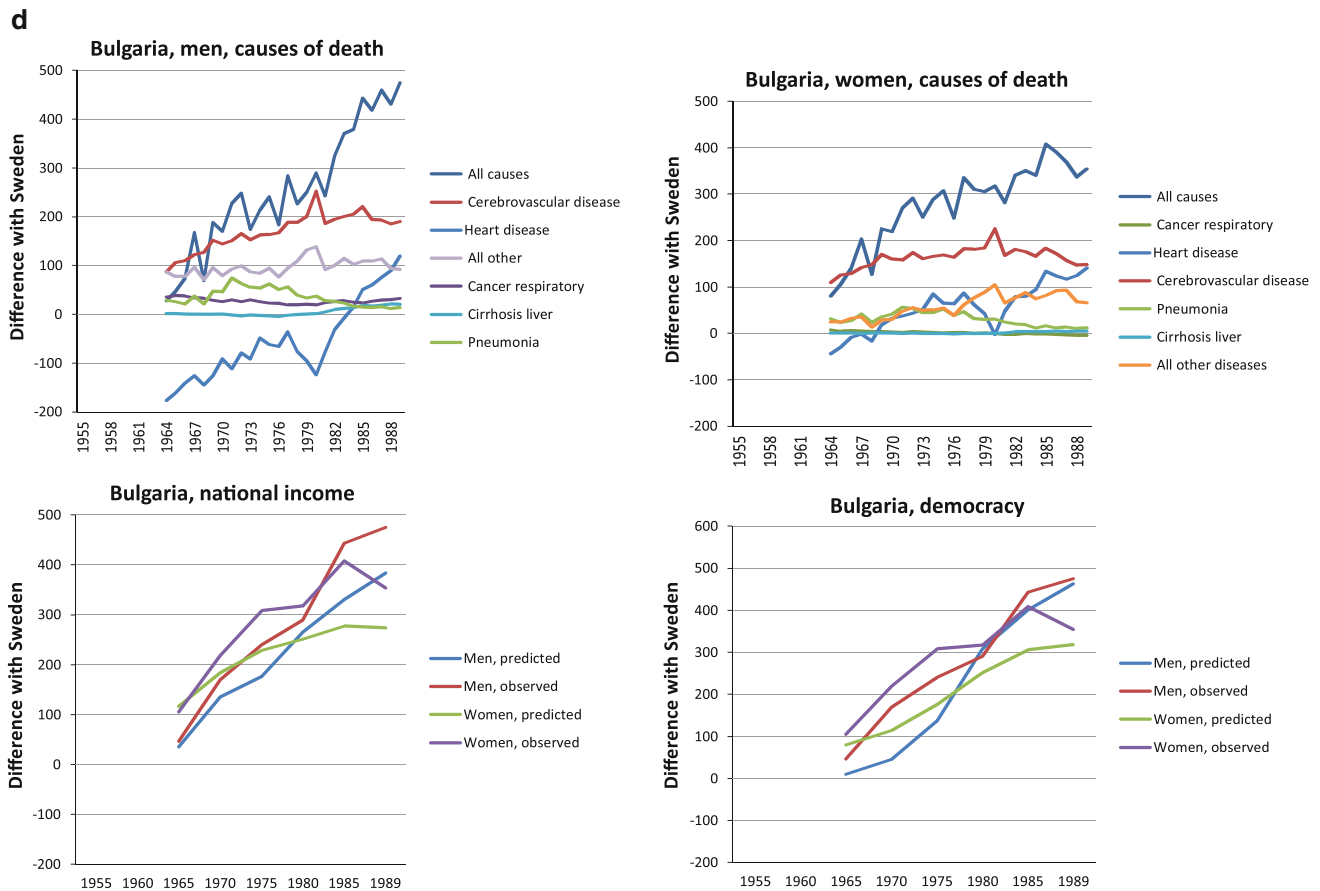 d
Bulgaria, men, causes of death
Difference with Sweden
500
400
300
200
100
0
-100
-200
1955
1958
1961
1964
1967
1970
1973
1976
1979
1982
1985
1988
All causes
Cerebrovascular disease
Heart disease
All other
Cancer respiratory
Cirrhosis liver
Pneumonia
Bulgaria, women, causes of death
Difference with Sweden
500
400
300
200
100
0
-100
-200
1955
1958
1961
1964
1967
1970
1973
1976
1979
1982
1985
1988
All causes
Cancer respiratory
Heart disease
Cerebrovascular disease
Pneumonia
Cirrhosis liver
All other diseases
Bulgaria, national income
Difference with Sweden
500
400
300
200
100
0
-100
-200
1955 1960 1965 1970 1975 1980 1985 1989
Men, predicted
Men, observed
Women, predicted
Women, observed
Bulgaria, democracy
Difference with Sweden
600
500
400
300
200
100
0
-100
-200
1955 1960 1965 1970 1975 1980 1985 1989
Men, predicted
Men, observed
Women, predicted
Women, observed